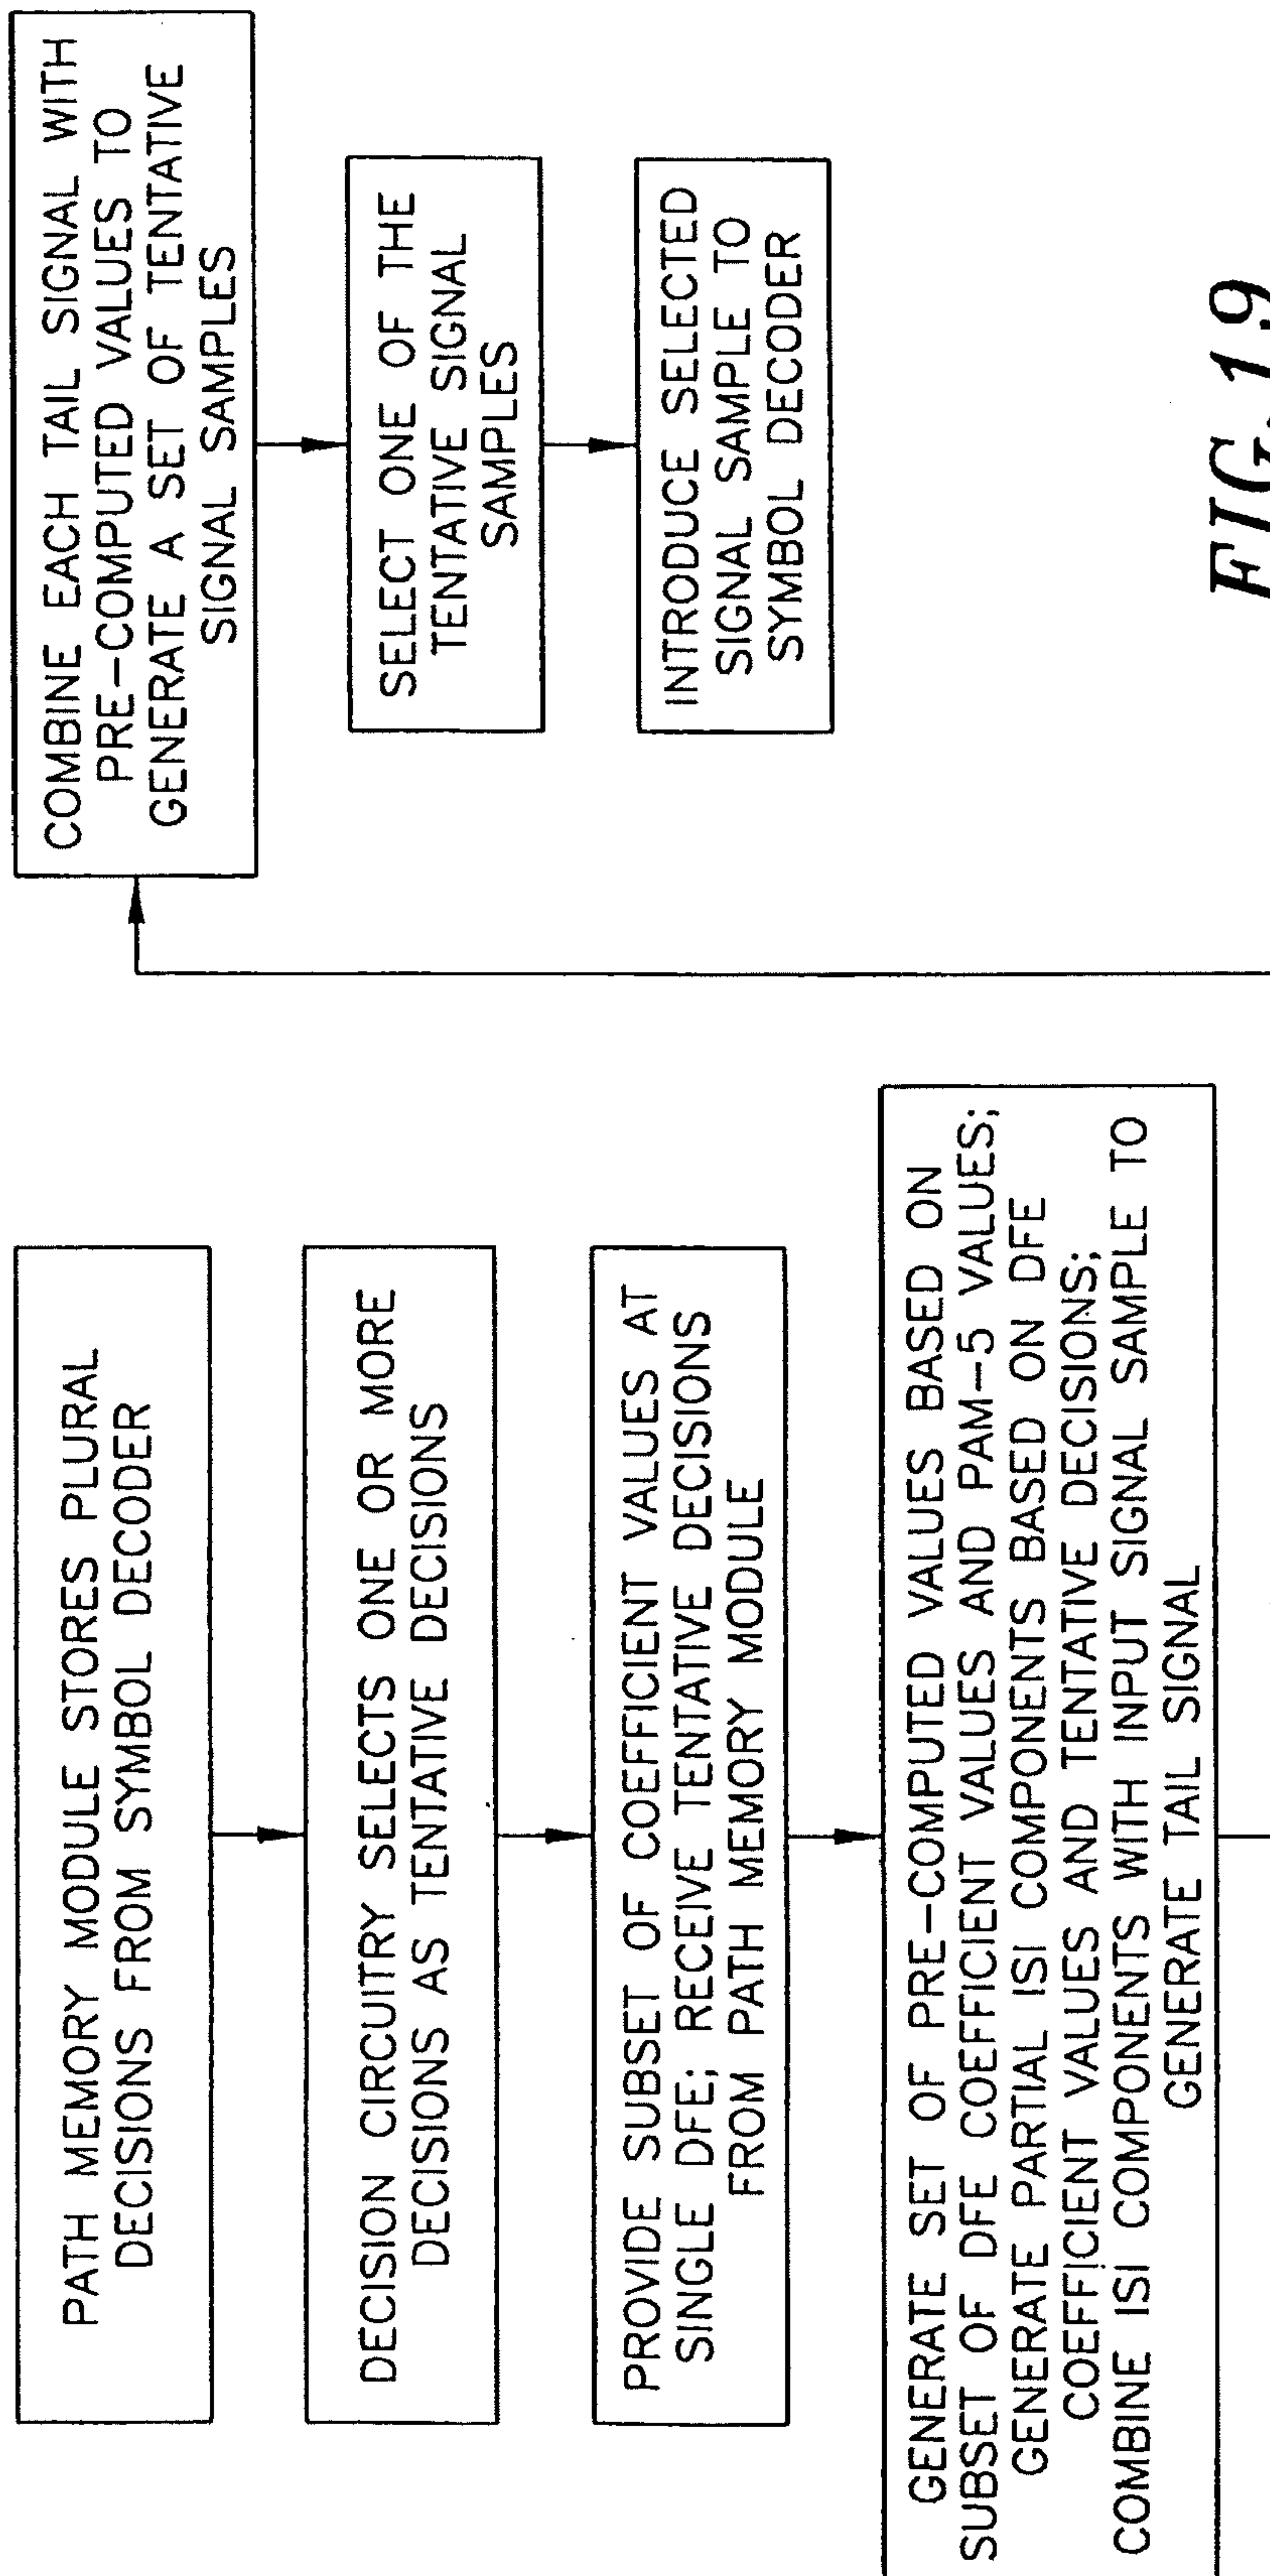 PATH MEMORY MODULE STORES PLURAL
DECISIONS FROM SYMBOL DECODER
DECISION CIRCUITRY SELECTS ONE OR MORE
DECISIONS AS TENTATIVE DECISIONS
PROVIDE SUBSET OF COEFFICIENT VALUES AT
SINGLE DFE; RECEIVE TENTATIVE DECISIONS
FROM PATH MEMORY MODULE
GENERATE SET OF PRE-COMPUTED VALUES BASED ON
SUBSET OF DFE COEFFICIENT VALUES AND PAM-5 VALUES;
GENERATE PARTIAL ISI COMPONENTS BASED ON DFE
COEFFICIENT VALUES AND TENTATIVE DECISIONS;
COMBINE ISI COMPONENTS WITH INPUT SIGNAL SAMPLE TO
GENERATE TAIL SIGNAL
COMBINE EACH TAIL SIGNAL WITH
PRE-COMPUTED VALUES TO
GENERATE A SET OF TENTATIVE
SIGNAL SAMPLES
SELECT ONE OF THE
TENTATIVE SIGNAL
SAMPLES
INTRODUCE SELECTED
SIGNAL SAMPLE TO
SYMBOL DECODER
FIG. 19